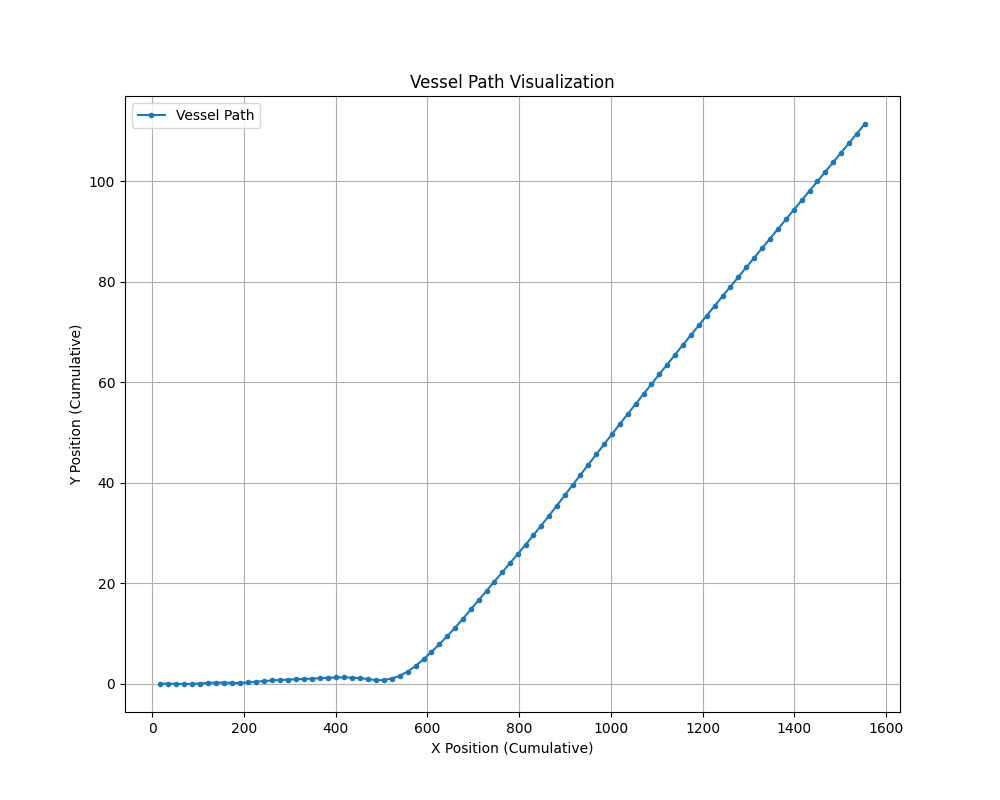 Vessel Path Visualization
Vessel Path
100
80
60
40
20
0
Y Position (Cumulative)
0 200 400 600 800 1000 1200 1400 1600
X Position (Cumulative)